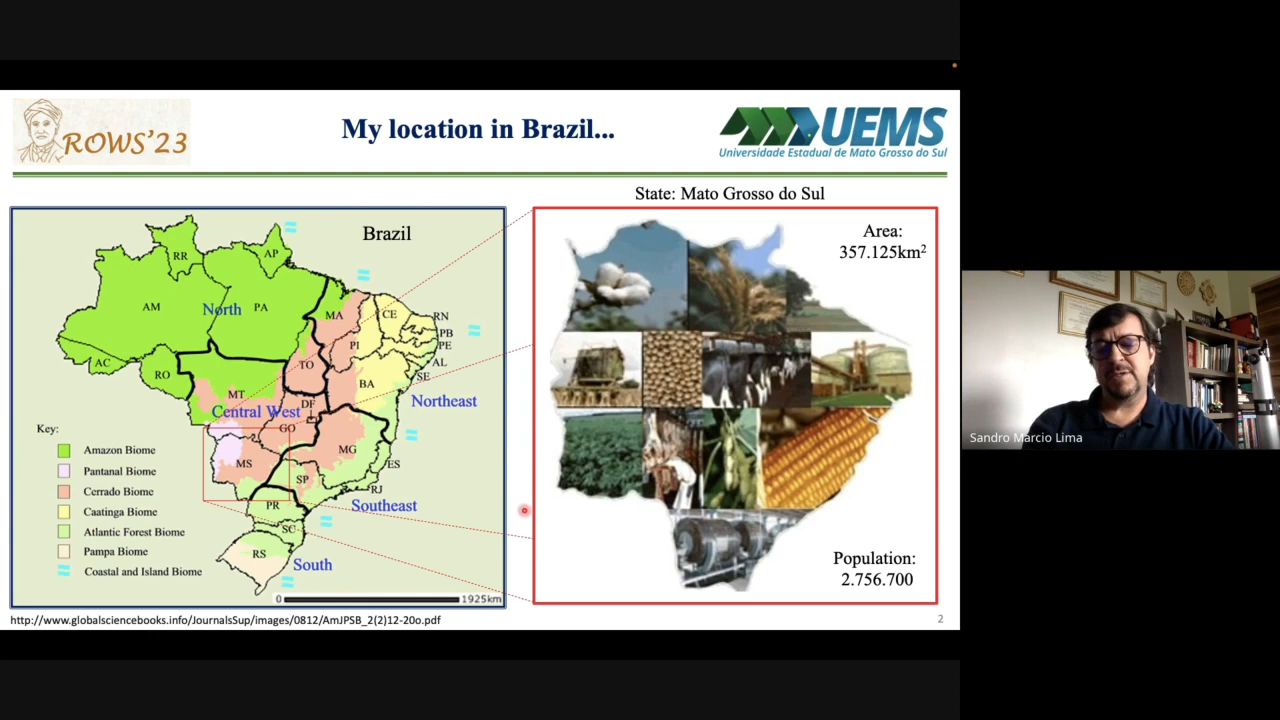 ROWS'23
My location in Brazil...
UEMS
Universidade Estadual de Mato Grosso do Sul
State: Mato Grosso do Sul
Brazil
RR
AP
AM
North
PA
MA
CE
RN
PB
PE
AL
SE
PI
AC
RO
TO
BA
MT
Northeast
Central West
DF
GO
Key:
Amazon Biome
Pantanal Biome
Cerrado Biome
Caatinga Biome
Atlantic Forest Biome
Pampa Biome
Coastal and Island Biome
MS
MG
ES
SP
RJ
PR
Southeast
SC
RS
South
0
1925km
Area:
357.125km²
Population:
2.756.700
http://www.globalsciencebooks.info/JournalsSup/images/0812/AmJPSB_2(2)12-20o.pdf
2
Sandro Marcio Lima